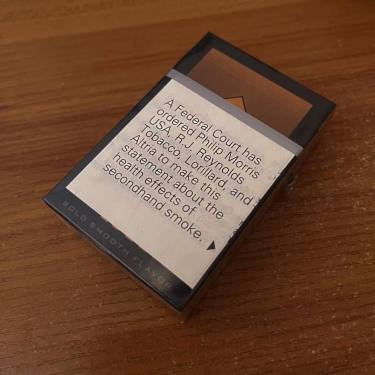 A Federal Court has
ordered Philip Morris
USA, R.J. Reynolds
Tobacco, Lorillard, and
Altria to make this
statement about the
health effects of
secondhand smoke.
BOLD SMOOTH FLAVOR